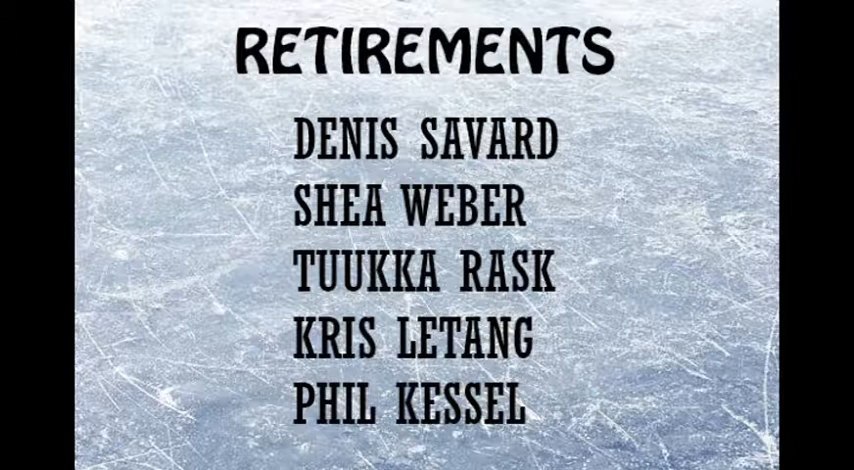 RETIREMENTS
DENIS SAVARD
SHEA WEBER
TUUKKA RASK
KRIS LETANG
PHIL KESSEL